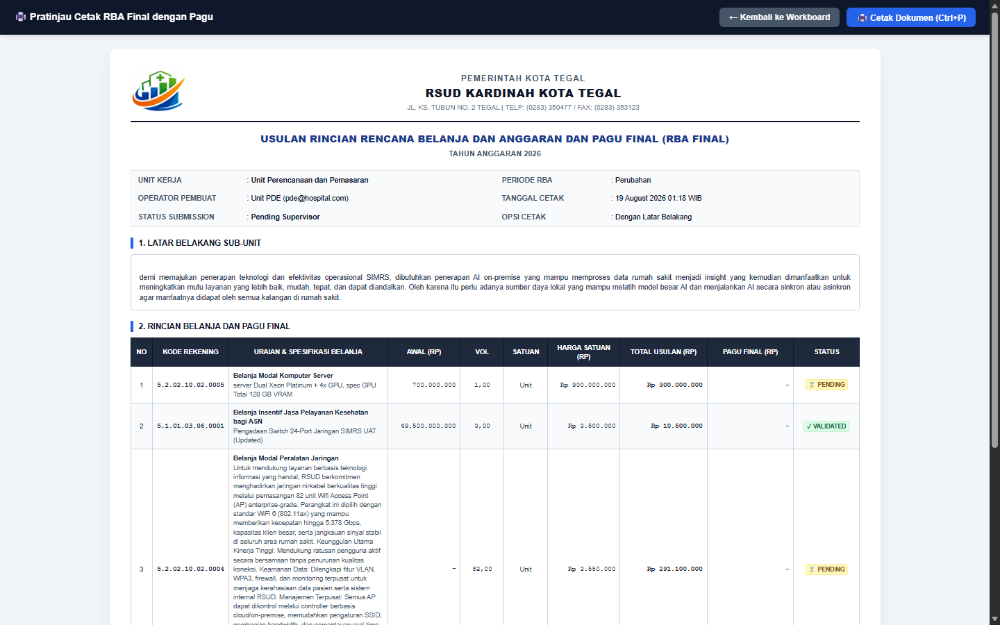 Pratinjau Cetak RBA Final dengan Pagu
← Kembali ke Workboard
Cetak Dokumen (Ctrl+P)
PEMERINTAH KOTA TEGAL
RSUD KARDINAH KOTA TEGAL
JL. KS. TUBUN NO. 2 TEGAL | TELP: (0283) 350477 / FAX: (0283) 353123
USULAN RINCIAN RENCANA BELANJA DAN ANGGARAN DAN PAGU FINAL (RBA FINAL)
TAHUN ANGGARAN 2026
UNIT KERJA : Unit Perencanaan dan Pemasaran PERIODE RBA : Perubahan
OPERATOR PEMBUAT : Unit PDE (pde@hospital.com) TANGGAL CETAK : 19 August 2026 01:18 WIB
STATUS SUBMISSION : Pending Supervisor OPSI CETAK : Dengan Latar Belakang
1. LATAR BELAKANG SUB-UNIT
demi memajukan penerapan teknologi dan efektivitas operasional SIMRS, dibutuhkan penerapan AI on-premise yang mampu memproses data rumah sakit menjadi insight yang kemudian dimanfaatkan untuk
meningkatkan mutu layanan yang lebih baik, mudah, tepat, dan dapat diandalkan. Oleh karena itu perlu adanya sumber daya lokal yang mampu melatih model besar AI dan menjalankan AI secara sinkron atau asinkron
agar manfaatnya didapat oleh semua kalangan di rumah sakit.
2. RINCIAN BELANJA DAN PAGU FINAL
NO KODE REKENING URAIAN & SPESIFIKASI BELANJA AWAL (RP) VOL SATUAN HARGA SATUAN (RP) TOTAL USULAN (RP) PAGU FINAL (RP) STATUS
Belanja Modal Komputer Server
1 5.2.02.10.02.0005 server Dual Xeon Platinum + 4x GPU, spec GPU 700.000.000 1,00 Unit Rp 900.000.000 Rp 900.000.000 - PENDING
Total 128 GB VRAM
Belanja Insentif Jasa Pelayanan Kesehatan
bagi ASN
2 5.1.01.03.06.0001 Pengadaan Switch 24-Port Jaringan SIMRS UAT 49.500.000.000 3,00 Unit Rp 3.500.000 Rp 10.500.000 - ✓ VALIDATED
(Updated)
Belanja Modal Peralatan Jaringan
Untuk mendukung layanan berbasis teknologi
informasi yang handal, RSUD berkomitmen
menghadirkan jaringan nirkabel berkualitas tinggi
melalui pemasangan 82 unit Wifi Access Point
(AP) enterprise-grade. Perangkat ini dipilih dengan
standar WiFi 6 (802.11ax) yang mampu
memberikan kecepatan hingga 5.378 Gbps,
kapasitas klien besar, serta jangkauan sinyal stabil
di seluruh area rumah sakit. Keunggulan Utama
Kinerja Tinggi: Mendukung ratusan pengguna aktif
secara bersamaan tanpa penurunan kualitas
3 5.2.02.10.02.0004 koneksi. Keamanan Data: Dilengkapi fitur VLAN, - 82,00 Unit Rp 3.550.000 Rp 291.100.000 - PENDING
WPA3, firewall, dan monitoring terpusat untuk
menjaga kerahasiaan data pasien serta sistem
internal RSUD. Manajemen Terpusat: Semua AP
dapat dikontrol melalui controller berbasis
cloud/on-premise, memudahkan pengaturan SSID,
pembagian bandwidth, dan pemantauan real-time